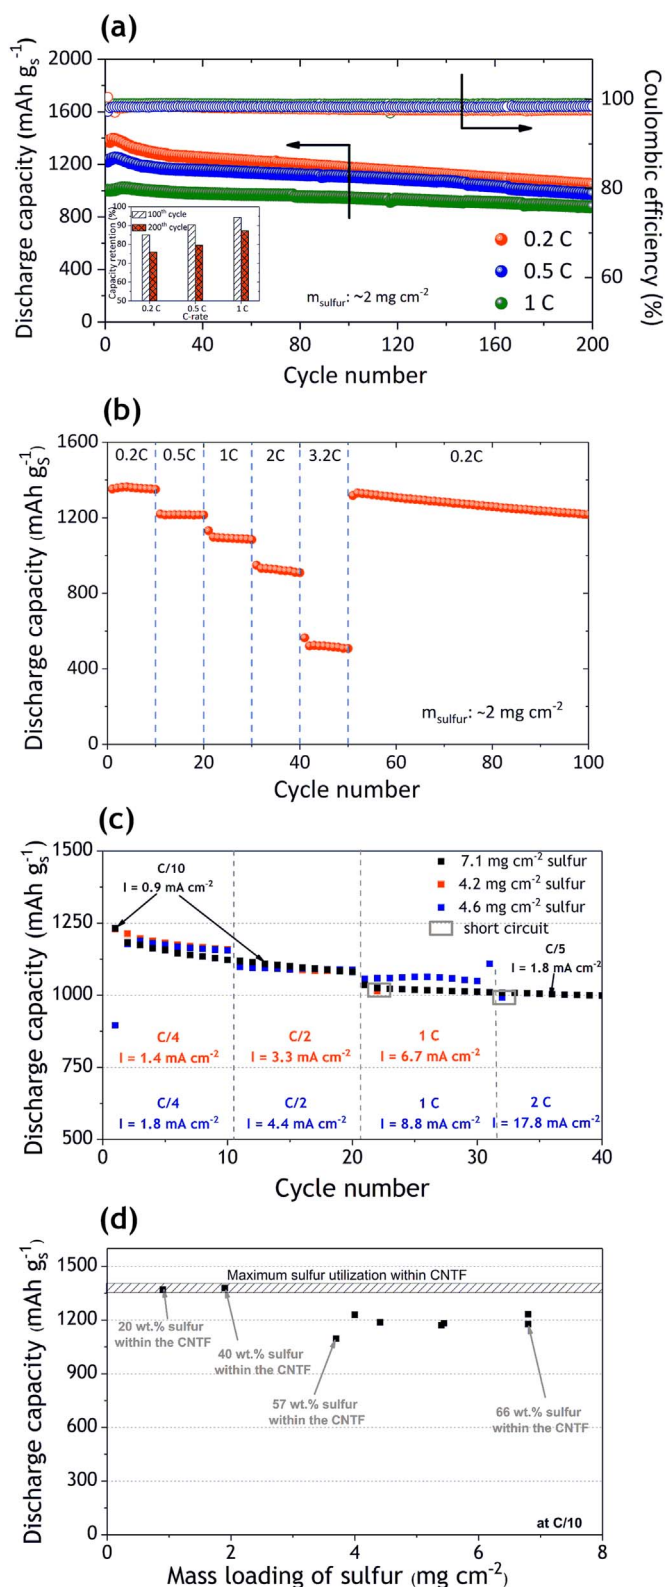 (a)
Discharge capacity (mAh gs⁻¹)
2000
1600
1200
800
400
0
0 40 80 120 160 200
Cycle number
100
80
60
Coulombic efficiency (%)
0.2 C
0.5 C
1 C
m_sulfur: ~2 mg cm⁻²
Capacity retention (%)
100
90
80
70
60
50
100th cycle
200th cycle
0.2 C 0.5 C 1 C
C-rate
(b)
Discharge capacity (mAh gS⁻¹)
1600
1200
800
400
0
0.2C 0.5C 1C 2C 3.2C 0.2C
m_sulfur: ~2 mg cm⁻²
0 20 40 60 80 100
Cycle number
(c)
Discharge capacity (mAh gs⁻¹)
1500
1250
1000
750
500
C/10
I = 0.9 mA cm⁻²
7.1 mg cm⁻² sulfur
4.2 mg cm⁻² sulfur
4.6 mg cm⁻² sulfur
short circuit
C/5
I = 1.8 mA cm⁻²
C/4 C/2 1 C
I = 1.4 mA cm⁻² I = 3.3 mA cm⁻² I = 6.7 mA cm⁻²
C/4 C/2 1 C 2 C
I = 1.8 mA cm⁻² I = 4.4 mA cm⁻² I = 8.8 mA cm⁻² I = 17.8 mA cm⁻²
0 10 20 30 40
Cycle number
(d)
Discharge capacity (mAh gs⁻¹)
1500
1200
900
600
300
0
Maximum sulfur utilization within CNTF
20 wt.% sulfur
within the CNTF
40 wt.% sulfur
within the CNTF
57 wt.% sulfur
within the CNTF
66 wt.% sulfur
within the CNTF
at C/10
0 2 4 6 8
Mass loading of sulfur (mg cm⁻²)